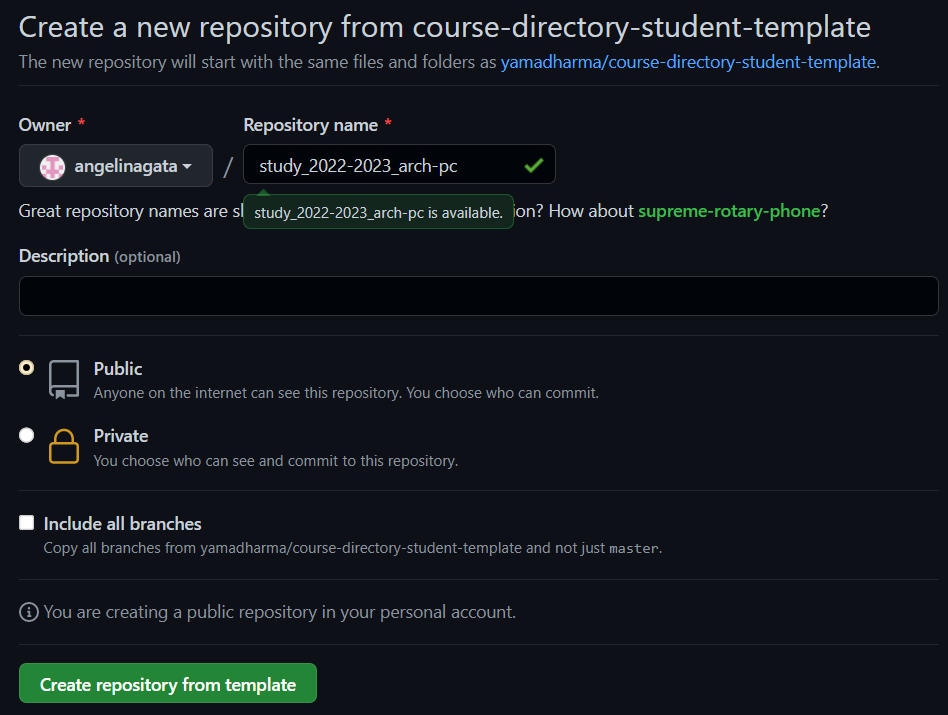 Create a new repository from course-directory-student-template
The new repository will start with the same files and folders as yamadharma/course-directory-student-template.
Owner * Repository name *
angelinagata / study_2022-2023_arch-pc
Great repository names are ion? How about supreme-rotary-phone?
study_2022-2023_arch-pc is available.
Description (optional)
Public
Anyone on the internet can see this repository. You choose who can commit.
Private
You choose who can see and commit to this repository.
Include all branches
Copy all branches from yamadharma/course-directory-student-template and not just master.
You are creating a public repository in your personal account.
Create repository from template